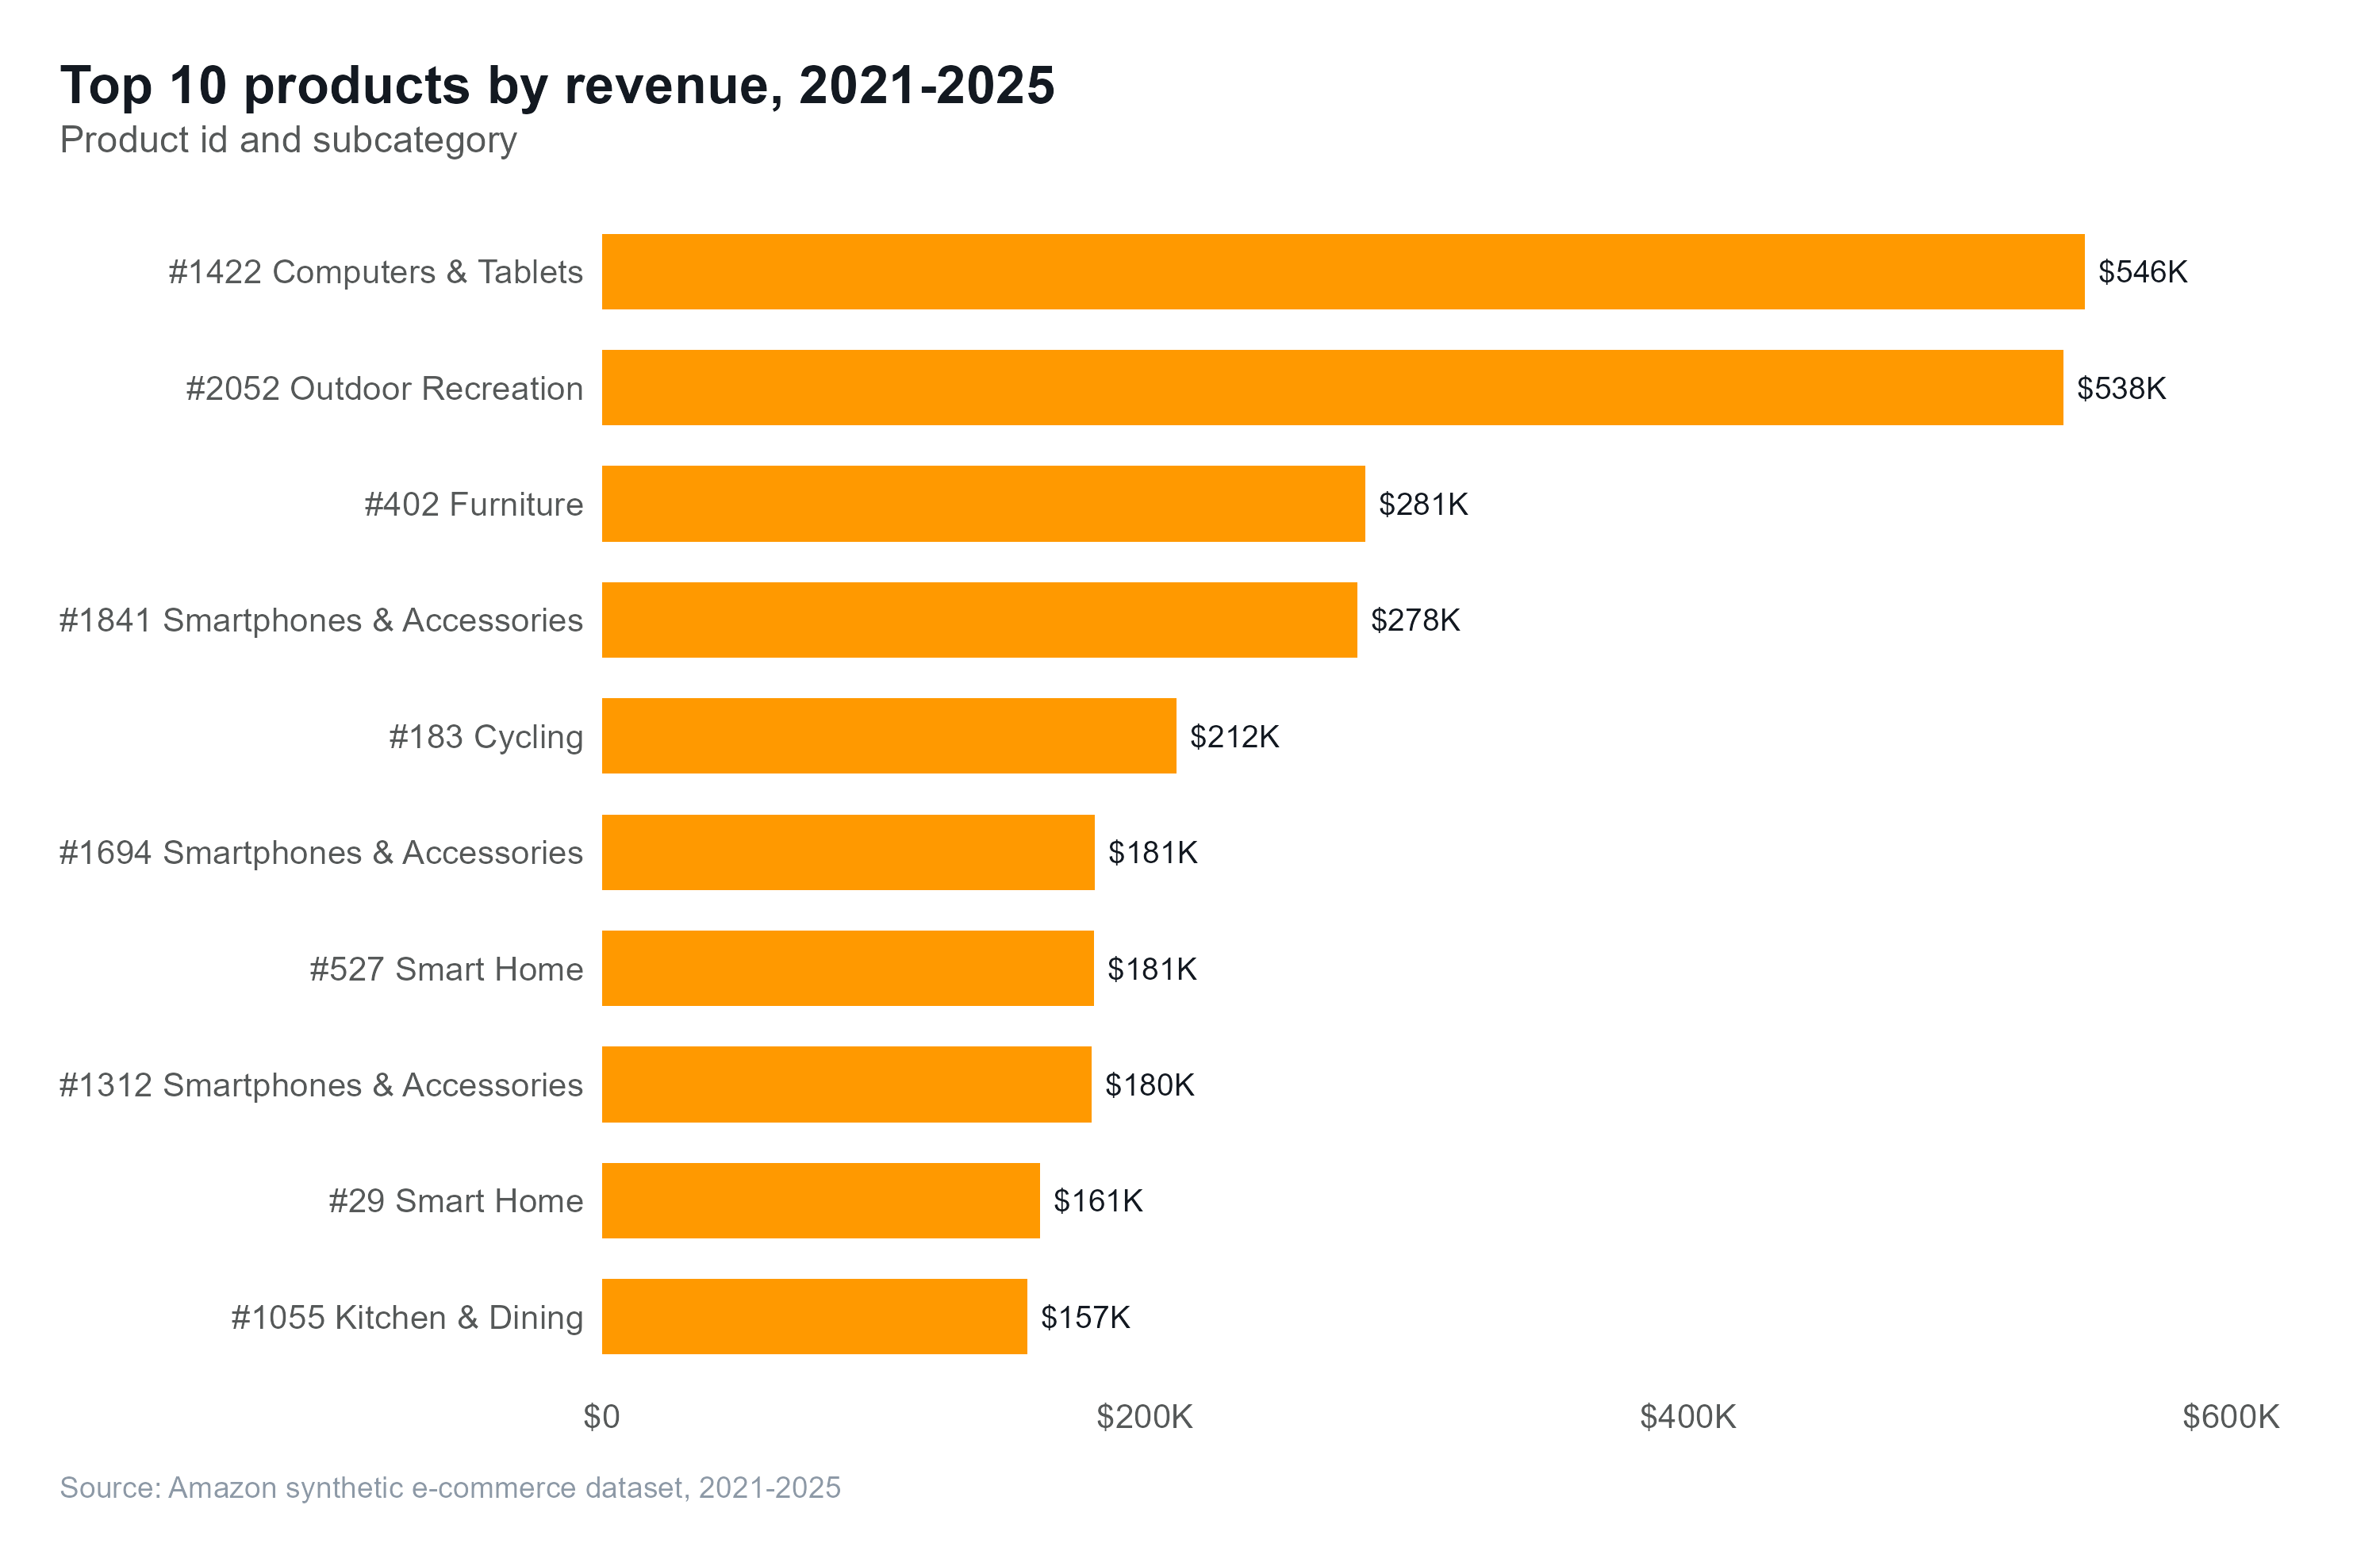 Top 10 products by revenue, 2021-2025
Product id and subcategory
#1422 Computers & Tablets $546K
#2052 Outdoor Recreation $538K
#402 Furniture $281K
#1841 Smartphones & Accessories $278K
#183 Cycling $212K
#1694 Smartphones & Accessories $181K
#527 Smart Home $181K
#1312 Smartphones & Accessories $180K
#29 Smart Home $161K
#1055 Kitchen & Dining $157K
$0 $200K $400K $600K
Source: Amazon synthetic e-commerce dataset, 2021-2025